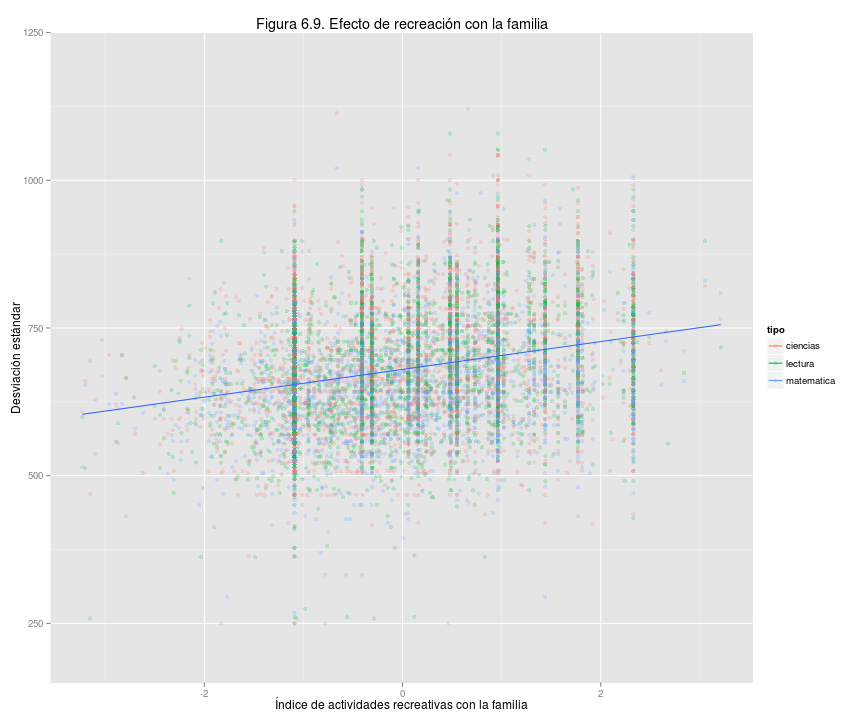 Figura 6.9. Efecto de recreación con la familia
1250
1000
750
500
250
Desviación estándar
-2
0
2
Índice de actividades recreativas con la familia
tipo
ciencias
lectura
matematica